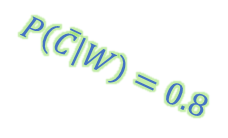 P(C̄|W) = 0.8